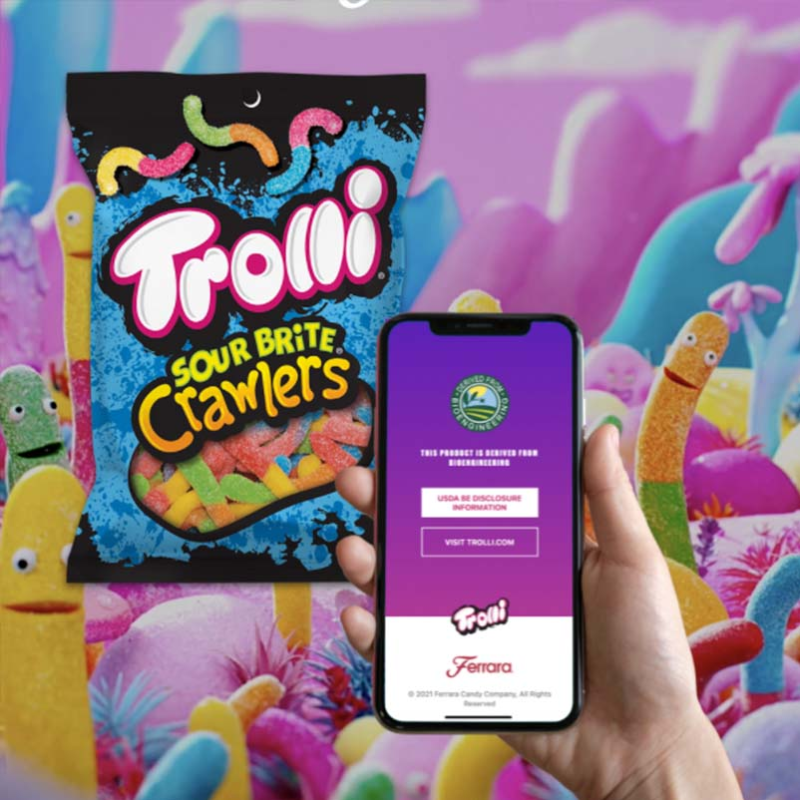 Trolli
SOUR BRITE
Crawlers
DERIVED FROM
BIOENGINEERING
THIS PRODUCT IS DERIVED FROM
BIOENGINEERING
USDA BE DISCLOSURE
INFORMATION
VISIT TROLLI.COM
Trolli
Ferrara
© 2021 Ferrara Candy Company, All Rights
Reserved